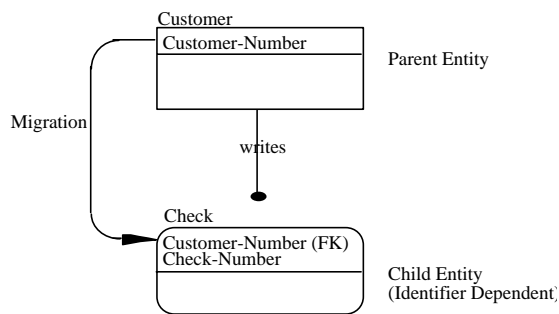 Customer
Customer-Number
Parent Entity
Migration
writes
Check
Customer-Number (FK)
Check-Number
Child Entity
(Identifier Dependent)